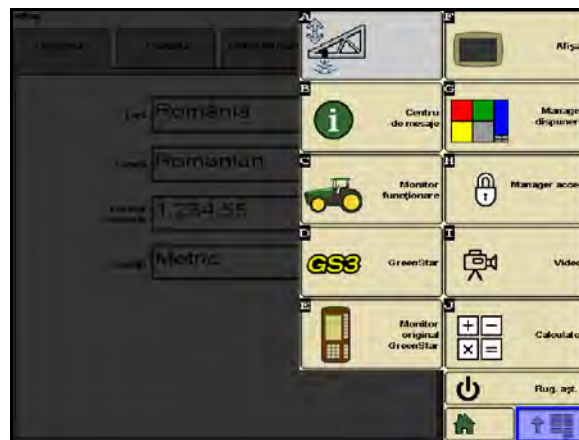 România
Romanian
1.234,55
Metric
A
B
Centru
de mesaje
C
Monitor
funcționare
D
GS3
GreenStar
E
Monitor
original
GreenStar
F
Afișa
G
Manage
dispuner
H
Manager acce
I
Video
J
Calculato
Rug. așt.